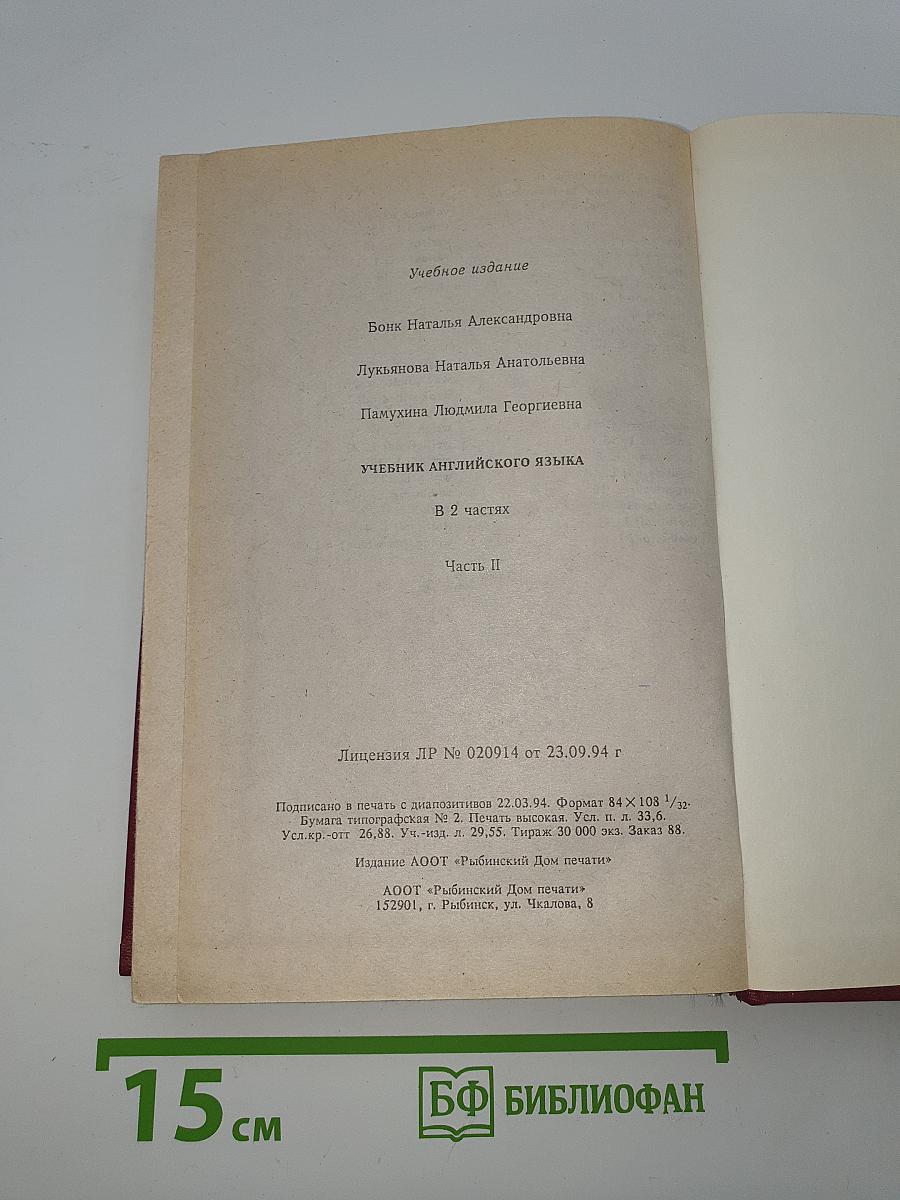 Учебное издание
Бонк Наталья Александровна
Лукьянова Наталья Анатольевна
Памухина Людмила Георгиевна
УЧЕБНИК АНГЛИЙСКОГО ЯЗЫКА
В 2 частях
Часть II
Лицензия ЛР № 020914 от 23.09.94 г
Подписано в печать с диапозитивов 22.03.94. Формат 84×108 1/32.
Бумага типографская № 2. Печать высокая. Усл. п. л. 33,6.
Усл.кр.-отт 26,88. Уч.-изд. л. 29,55. Тираж 30 000 экз. Заказ 88.
Издание АООТ «Рыбинский Дом печати»
АООТ «Рыбинский Дом печати»
152901, г. Рыбинск, ул. Чкалова, 8
15 см
БФ БИБЛИОФАН